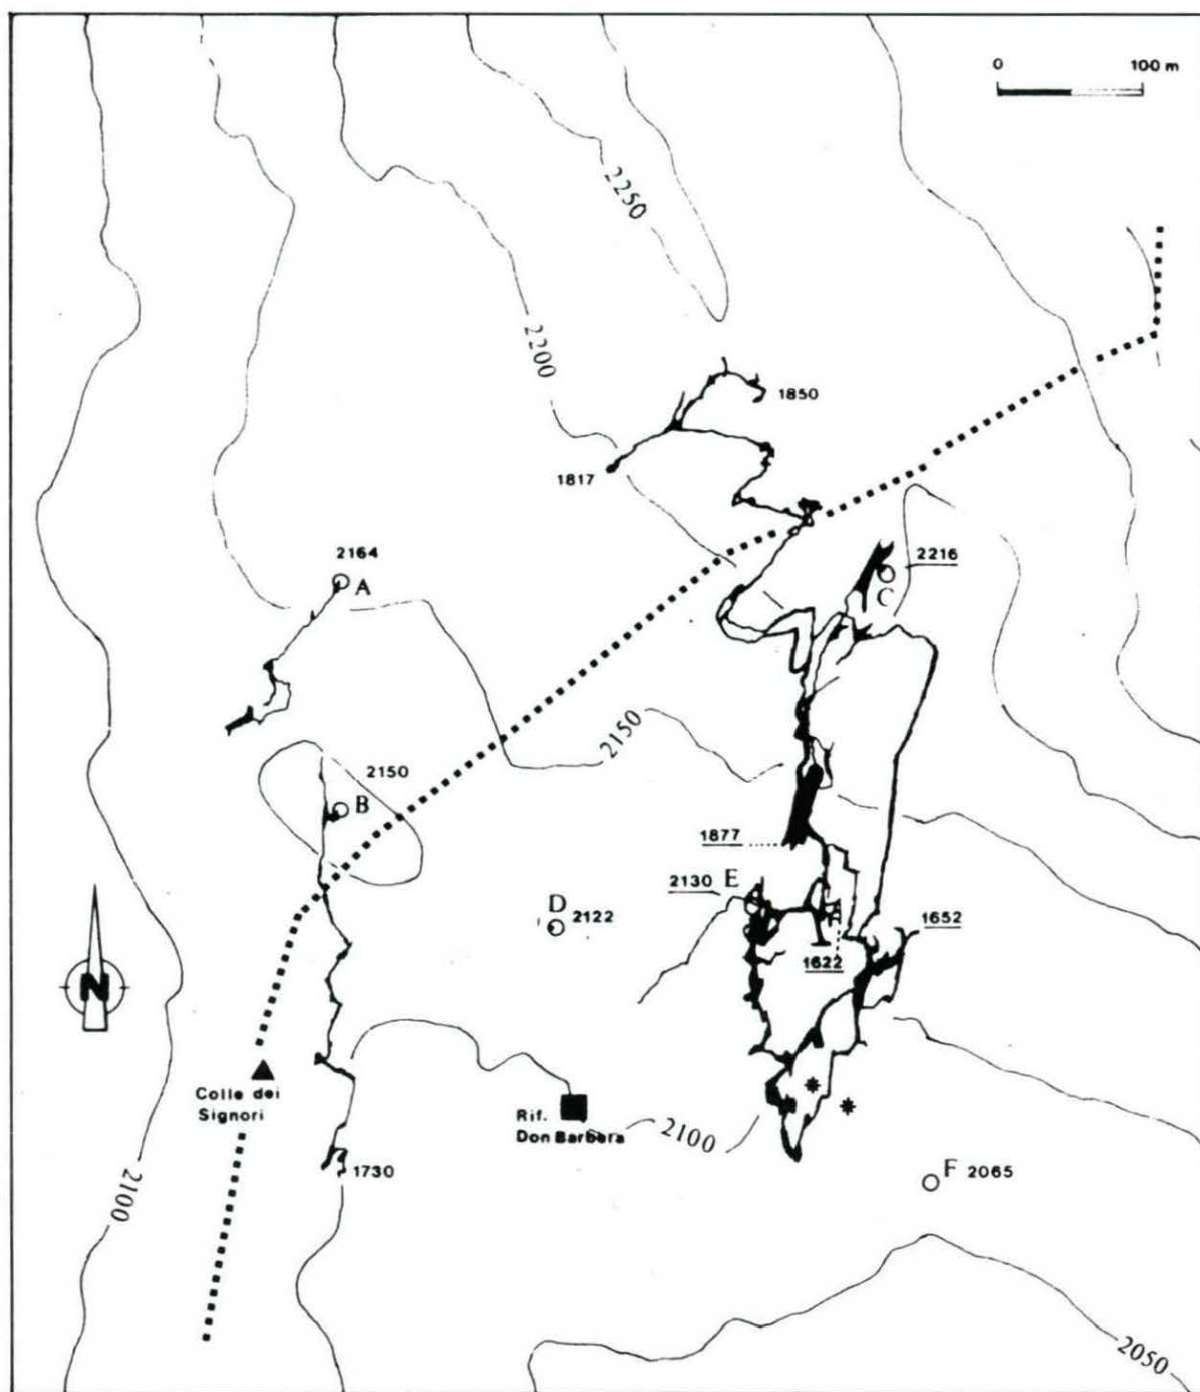 0 100 m
2250
2200
1850
1817
2164
A
2216
C
2150
2150
B
1877
2130 E
D
2122
1652
1622
N
Colle dei
Signori
Rif.
Don Barbera
2100
F 2065
1730
2100
2050